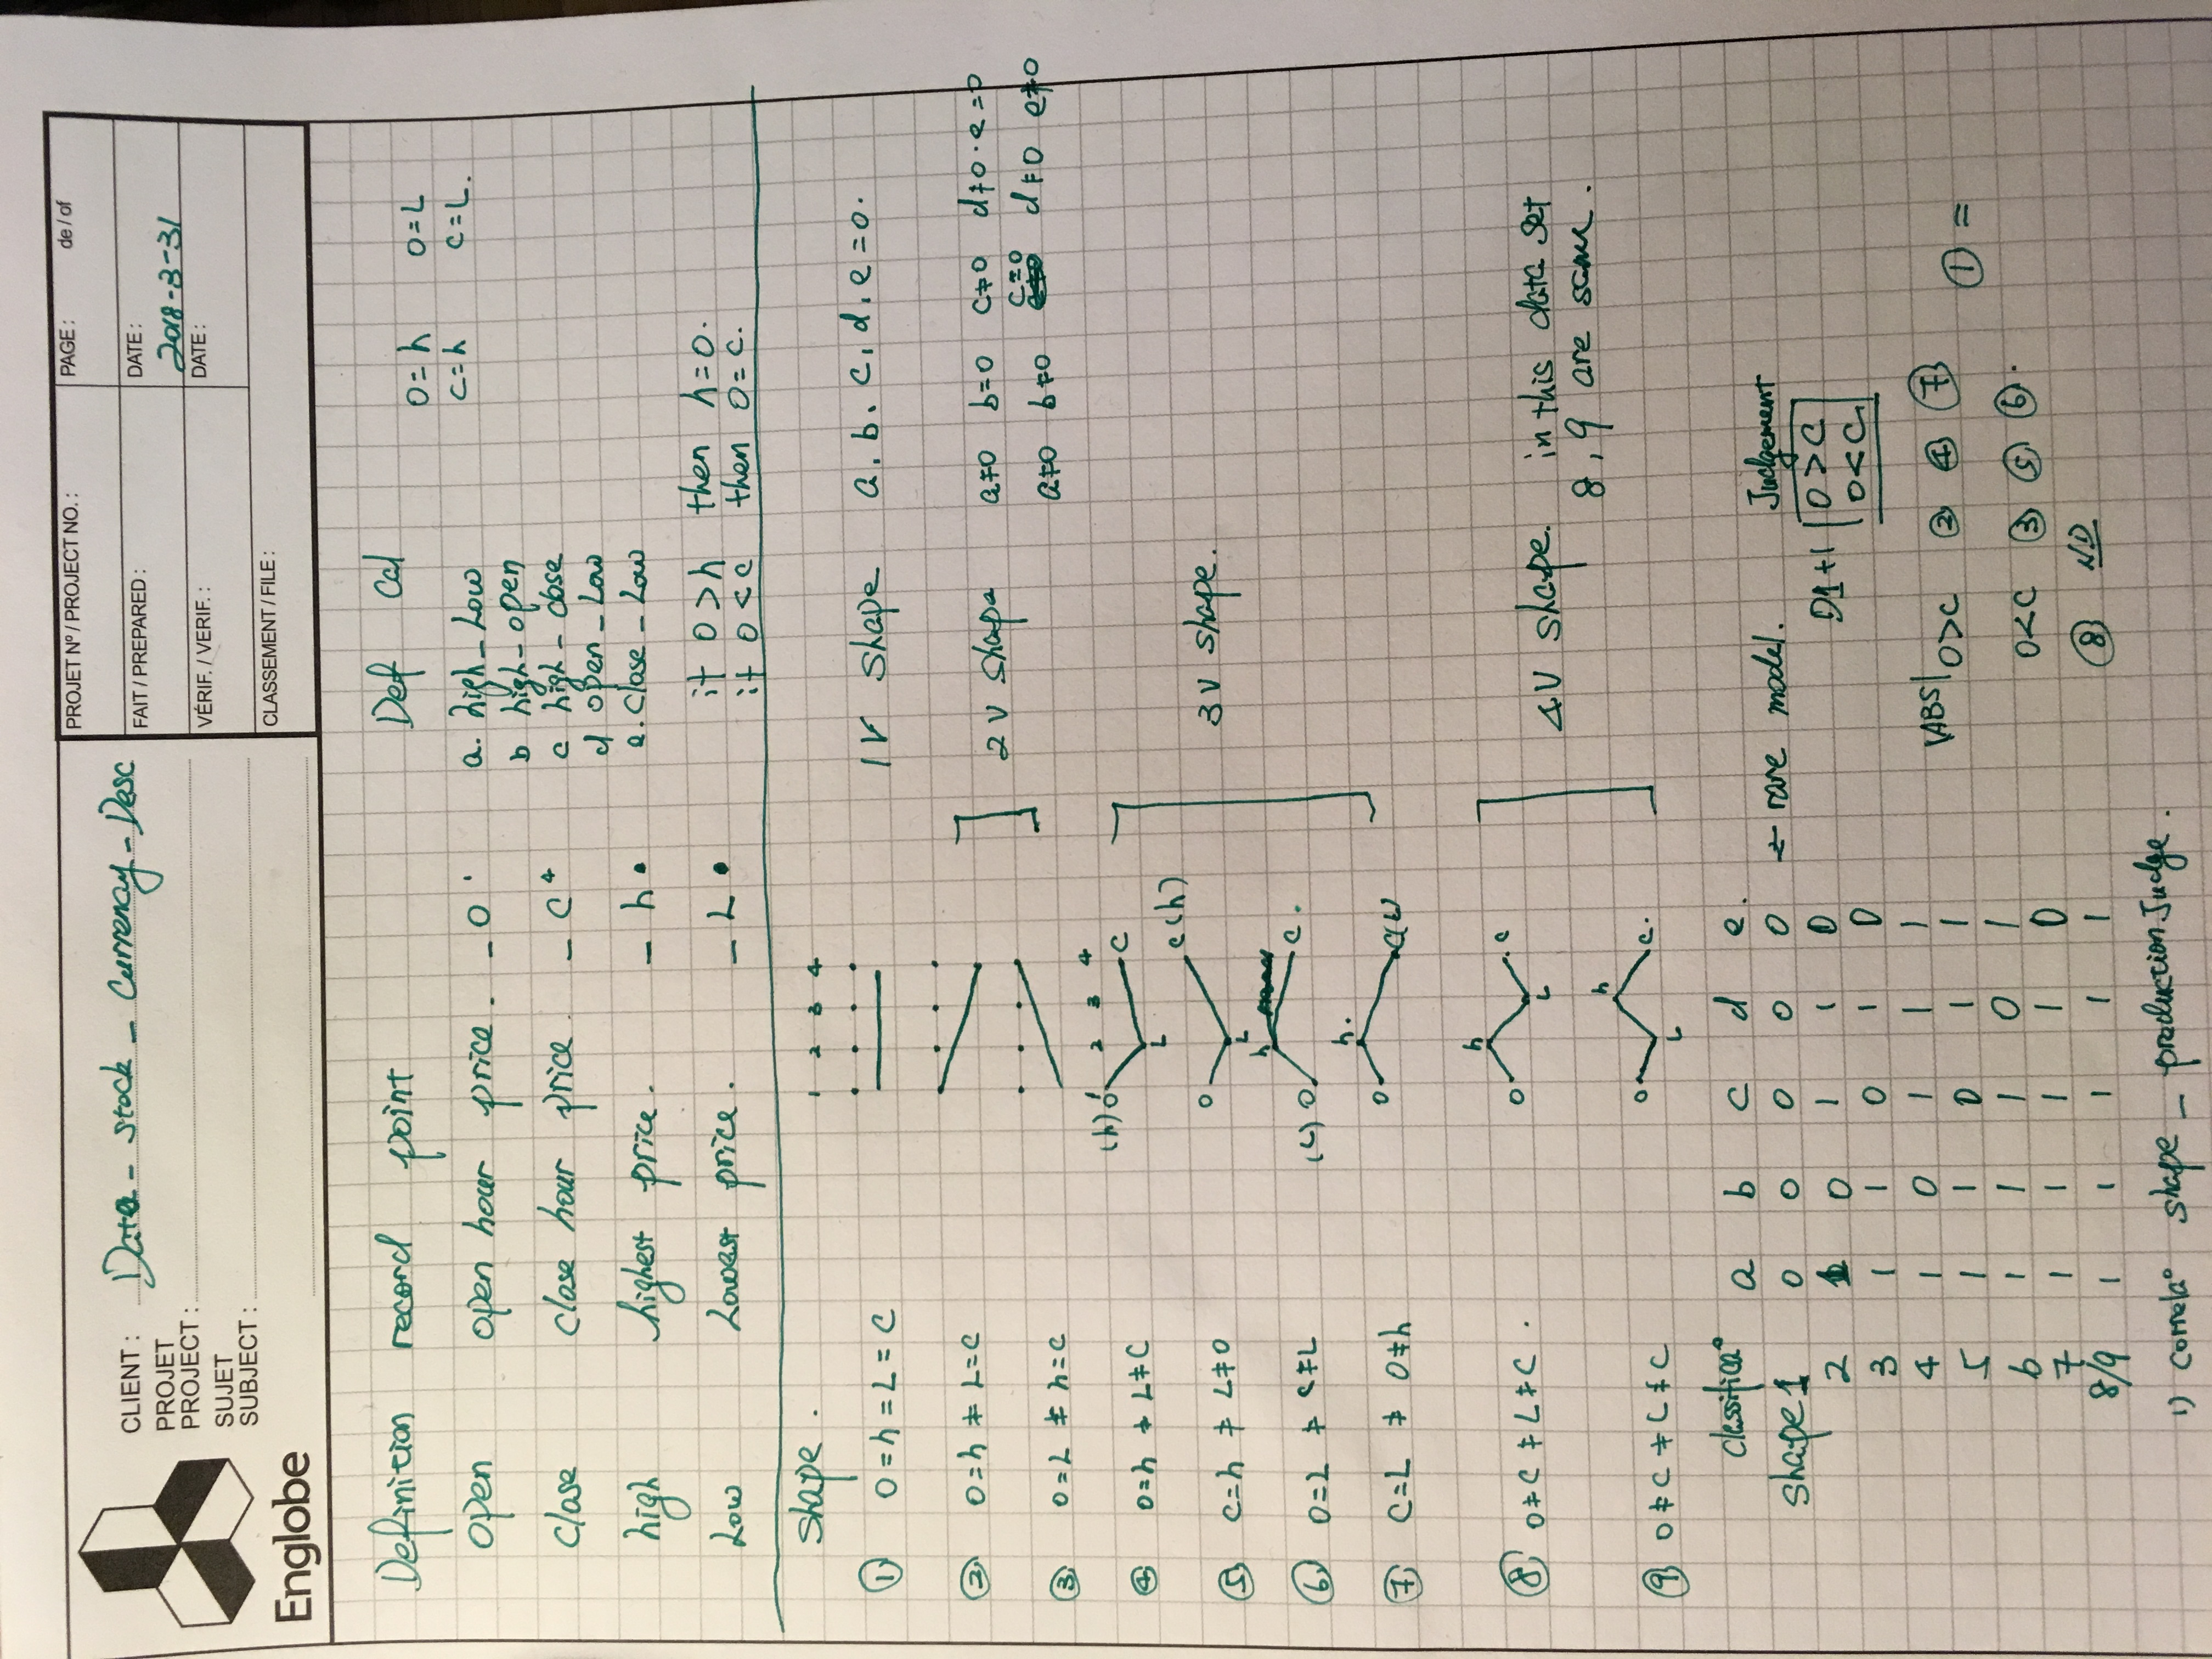 CLIENT : Data - stock - Currency - Desc
PROJET
PROJECT :
SUJET
SUBJECT :
Englobe
PROJET Nº / PROJECT NO. :
PAGE : de / of
FAIT / PREPARED :
DATE :
2018-3-31
VÉRIF. / VERIF. :
DATE :
CLASSEMENT / FILE :
Definition record point
open open hour price. - O 1
Close close hour price. - C 4
high highest price. - h •
Low Lowest price. - L •
Def Cal
a. high - Low
b high - open
c high - close
d open - Low
e. Close - Low
O = h O = L
C = h C = L.
if O > h then h = O.
if O < C then O = C.
Shape.
1 2 3 4
① O = h = L = C
1V shape a. b. c, d. e = 0.
② O = h ≠ L = C
2V shape a≠0 b=0 c≠0 d≠0 · e=0
③ O = L ≠ h = C
c=0
a≠0 b≠0 d≠0 e≠0
④ O = h ≠ L ≠ C
(h) O 1 2 3 4 C
L
⑤ C = h ≠ L ≠ O
O L C(h)
3V shape.
⑥ O = L ≠ C ≠ L
(L) O h C.
⑦ C = L ≠ O ≠ h
O h. C(L)
⑧ O ≠ C ≠ L ≠ C.
O h L C
4V shape. in this data set
8, 9 are same.
⑨ O ≠ C ≠ L ≠ C
O L h C.
Classifica° a b c d e.
shape 1 0 0 0 0 0 ← rare model.
2 1 0 1 1 0
3 1 1 0 1 0
4 1 0 1 1 1
5 1 1 0 1 1
6 1 1 1 0 1
7 1 1 1 1 0
8/9 1 1 1 1 1
Judgement
D1+1 O > C
O < C
|ABS| O > C ② ④ ⑦
① =
O < C ③ ⑤ ⑥.
⑧ ND
1) correla° shape - production Judge.